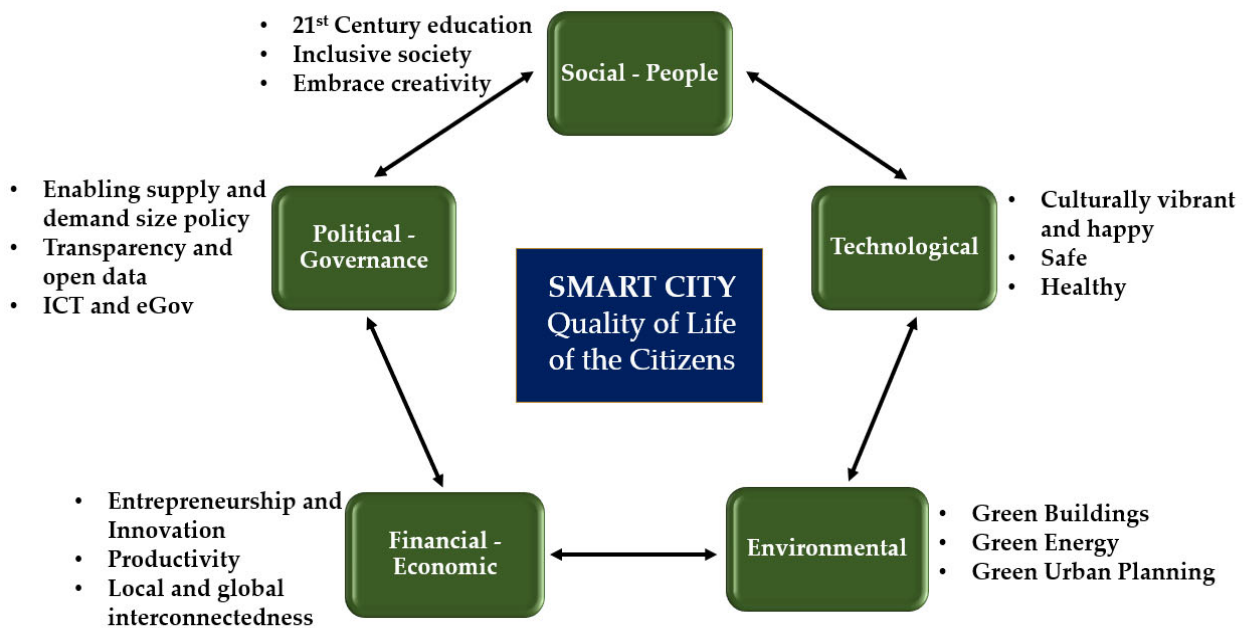 • 21st Century education
• Inclusive society
• Embrace creativity
Social - People
• Enabling supply and
demand size policy
• Transparency and
open data
• ICT and eGov
Political -
Governance
Technological
• Culturally vibrant
and happy
• Safe
• Healthy
SMART CITY
Quality of Life
of the Citizens
• Entrepreneurship and
Innovation
• Productivity
• Local and global
interconnectedness
Financial -
Economic
Environmental
• Green Buildings
• Green Energy
• Green Urban Planning